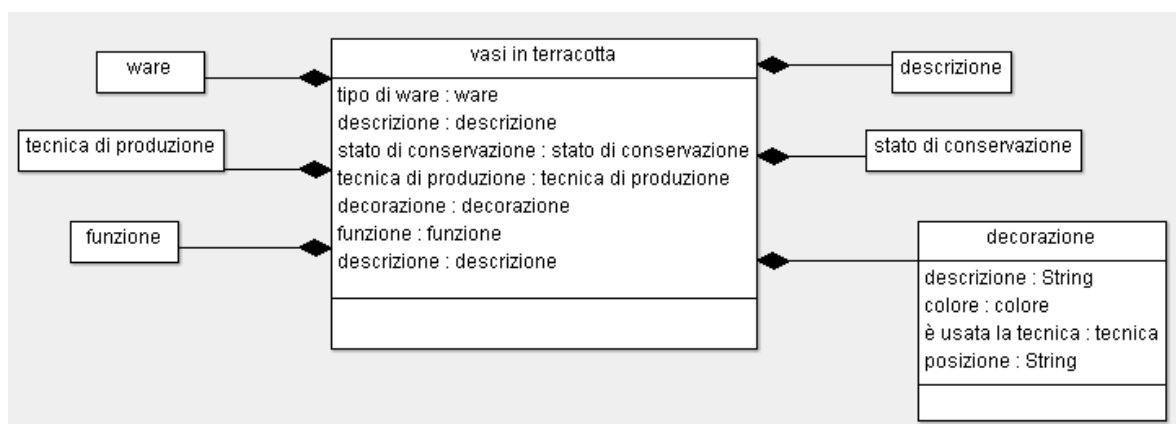 ware
tecnica di produzione
funzione
vasi in terracotta
tipo di ware : ware
descrizione : descrizione
stato di conservazione : stato di conservazione
tecnica di produzione : tecnica di produzione
decorazione : decorazione
funzione : funzione
descrizione : descrizione
descrizione
stato di conservazione
decorazione
descrizione : String
colore : colore
è usata la tecnica : tecnica
posizione : String